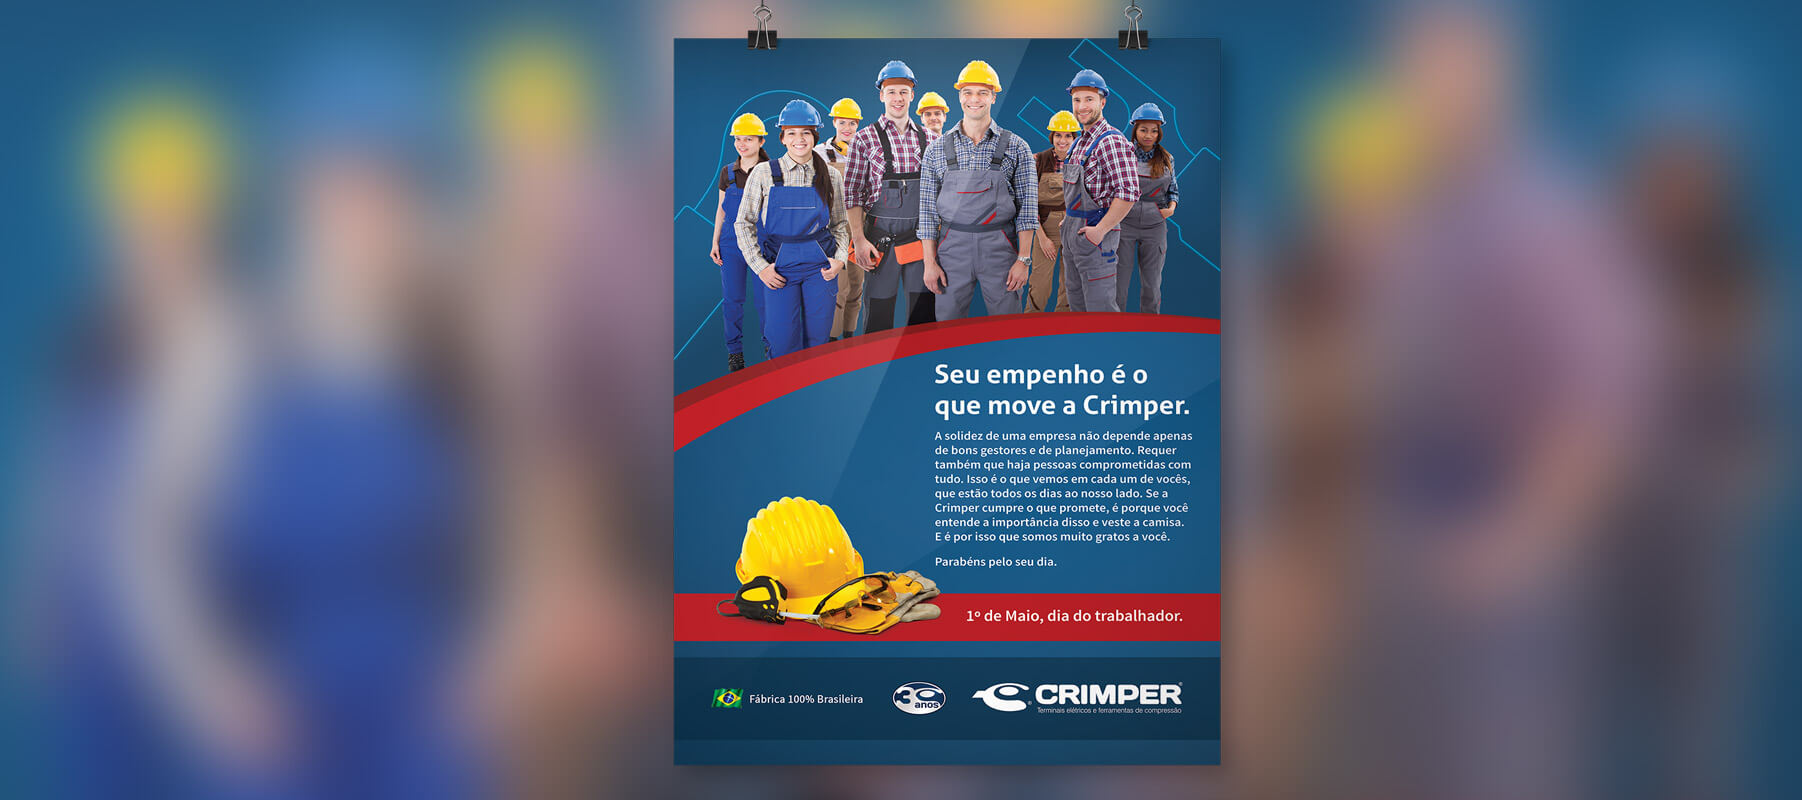 Seu empenho é o
que move a Crimper.
A solidez de uma empresa não depende apenas
de bons gestores e de planejamento. Requer
também que haja pessoas comprometidas com
tudo. Isso é o que vemos em cada um de vocês,
que estão todos os dias ao nosso lado. Se a
Crimper cumpre o que promete, é porque você
entende a importância disso e veste a camisa.
E é por isso que somos muito gratos a você.
Parabéns pelo seu dia.
1º de Maio, dia do trabalhador.
Fábrica 100% Brasileira
30
anos
CRIMPER®
Terminais elétricos e ferramentas de compressão